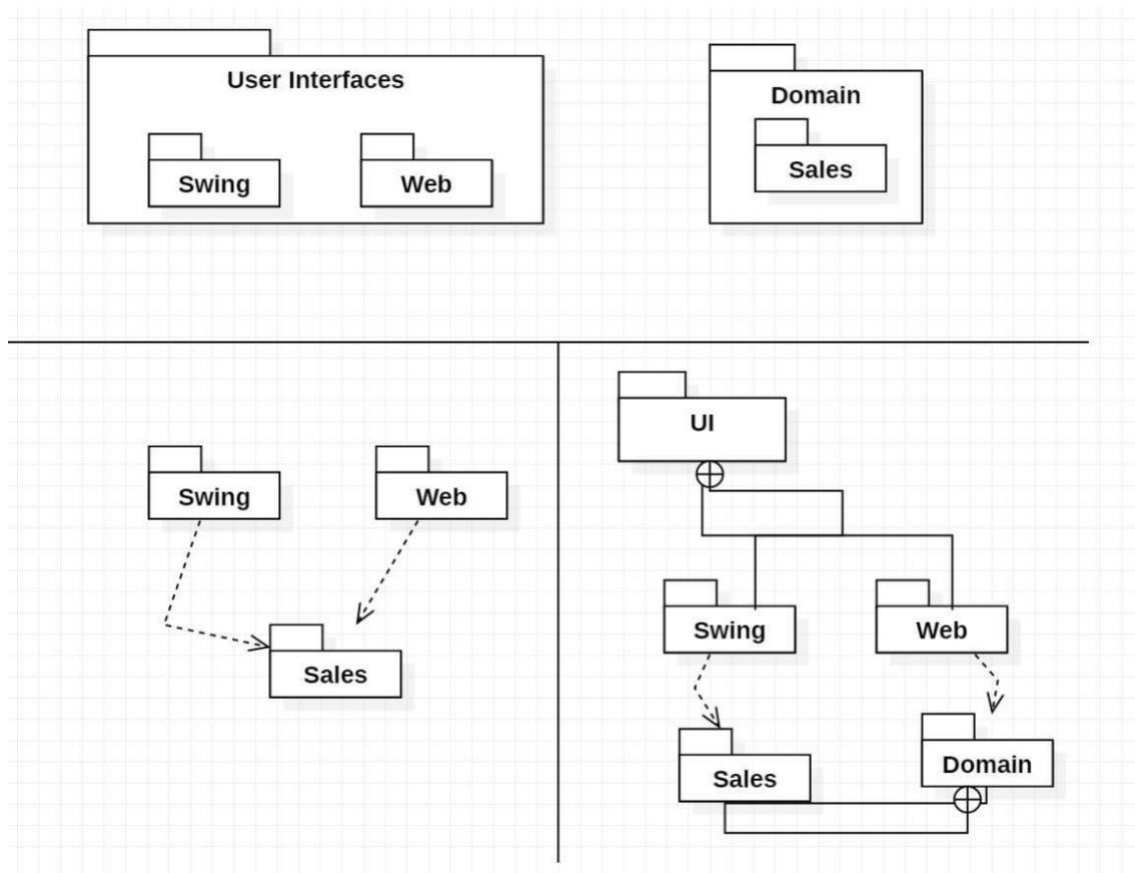 User Interfaces
Domain
Swing
Web
Sales
Swing
Web
Sales
UI
Swing
Web
Sales
Domain